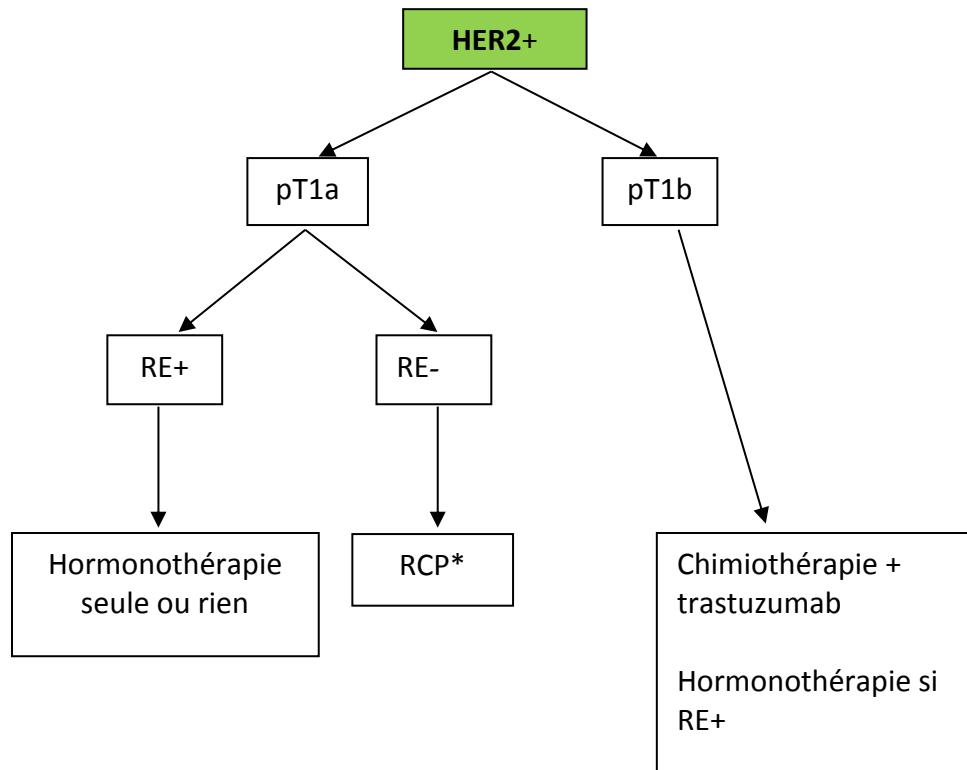 HER2+
pT1a
pT1b
RE+
RE-
Hormonothérapie
seule ou rien
RCP*
Chimiothérapie +
trastuzumab
Hormonothérapie si
RE+